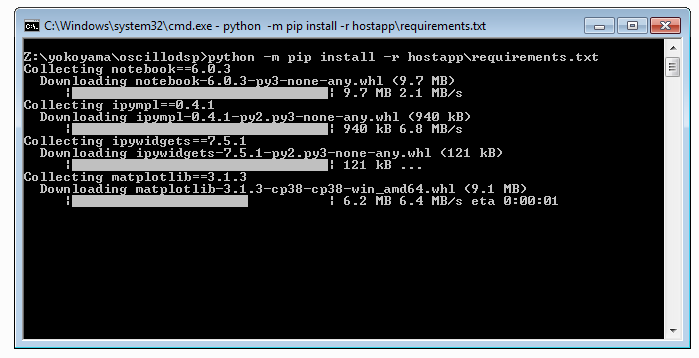 C:\Windows\system32\cmd.exe - python -m pip install -r hostapp\requirements.txt
Z:\yokoyama\oscillodsp>python -m pip install -r hostapp\requirements.txt
Collecting notebook==6.0.3
Downloading notebook-6.0.3-py3-none-any.whl (9.7 MB)
|                                | 9.7 MB 2.1 MB/s
Collecting ipympl==0.4.1
Downloading ipympl-0.4.1-py2.py3-none-any.whl (940 kB)
|                                | 940 kB 6.8 MB/s
Collecting ipywidgets==7.5.1
Downloading ipywidgets-7.5.1-py2.py3-none-any.whl (121 kB)
|                                | 121 kB ...
Collecting matplotlib==3.1.3
Downloading matplotlib-3.1.3-cp38-cp38-win_amd64.whl (9.1 MB)
|                                | 6.2 MB 6.4 MB/s eta 0:00:01